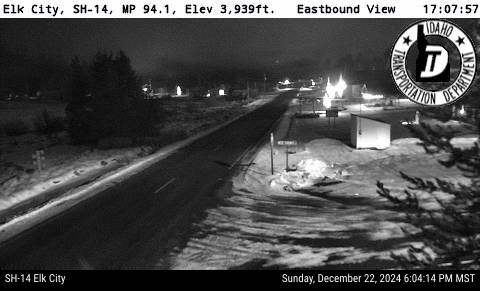 Elk City, SH-14, MP 94.1, Elev 3,939ft. Eastbound View 17:07:57
IDAHO
TRANSPORTATION DEPARTMENT
SH-14 Elk City
Sunday, December 22, 2024 6:04:14 PM MST